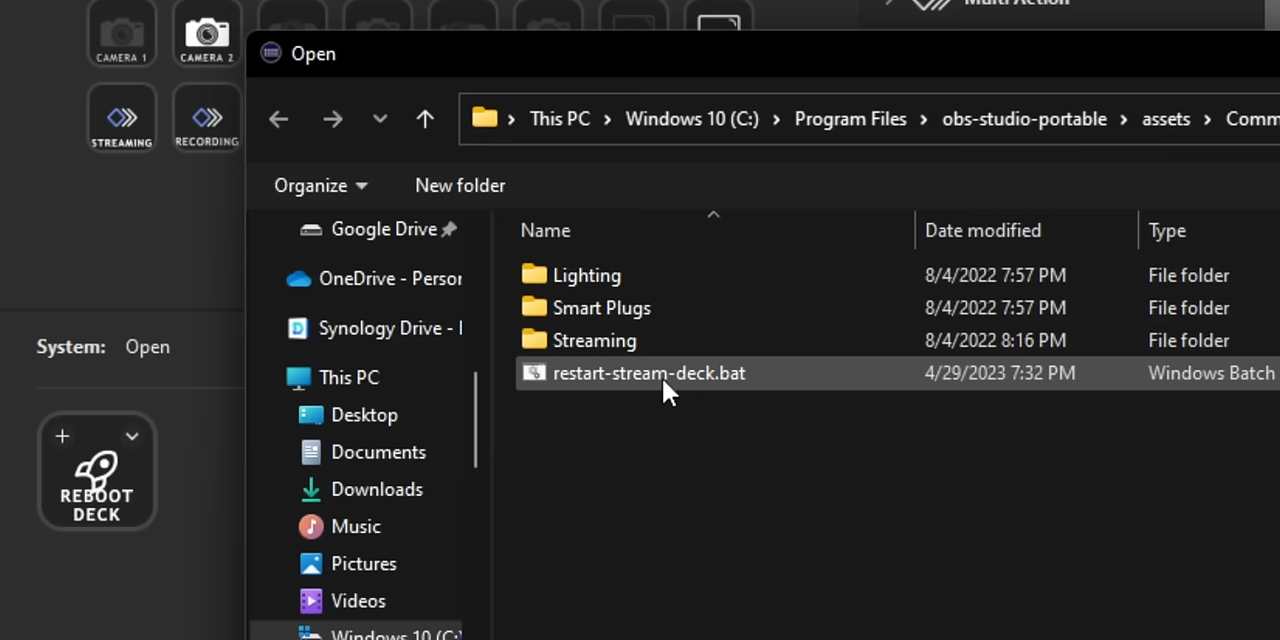 Multi Action
CAMERA 1
CAMERA 2
Open
STREAMING
RECORDING
This PC
Windows 10 (C:)
Program Files
obs-studio-portable
assets
Comm
Organize
New folder
Google Drive
OneDrive - Person
Synology Drive -
This PC
Desktop
Documents
Downloads
Music
Pictures
Videos
Windows 10 (C:)
Name
Date modified
Type
Lighting
8/4/2022 7:57 PM
File folder
Smart Plugs
8/4/2022 7:57 PM
File folder
Streaming
8/4/2022 8:16 PM
File folder
restart-stream-deck.bat
4/29/2023 7:32 PM
Windows Batch
System: Open
REBOOT
DECK